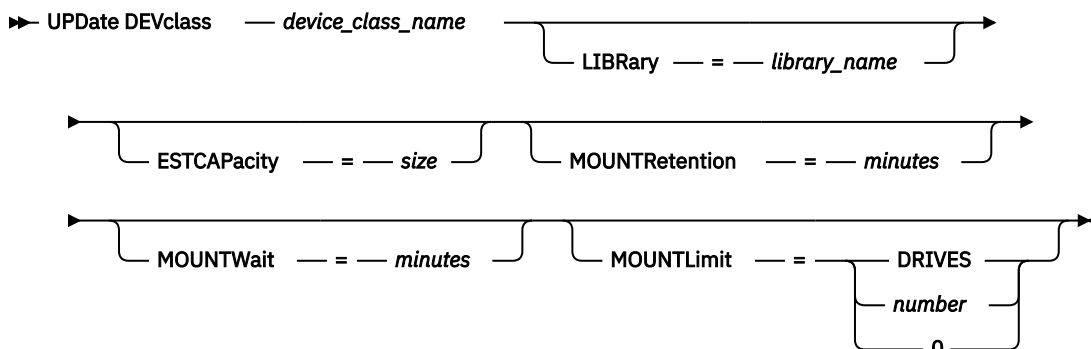 UPDate DEVclass device_class_name
LIBRary = library_name
ESTCAPacity = size MOUNTRetention = minutes
MOUNTWait = minutes MOUNTLimit = DRIVES
number
0